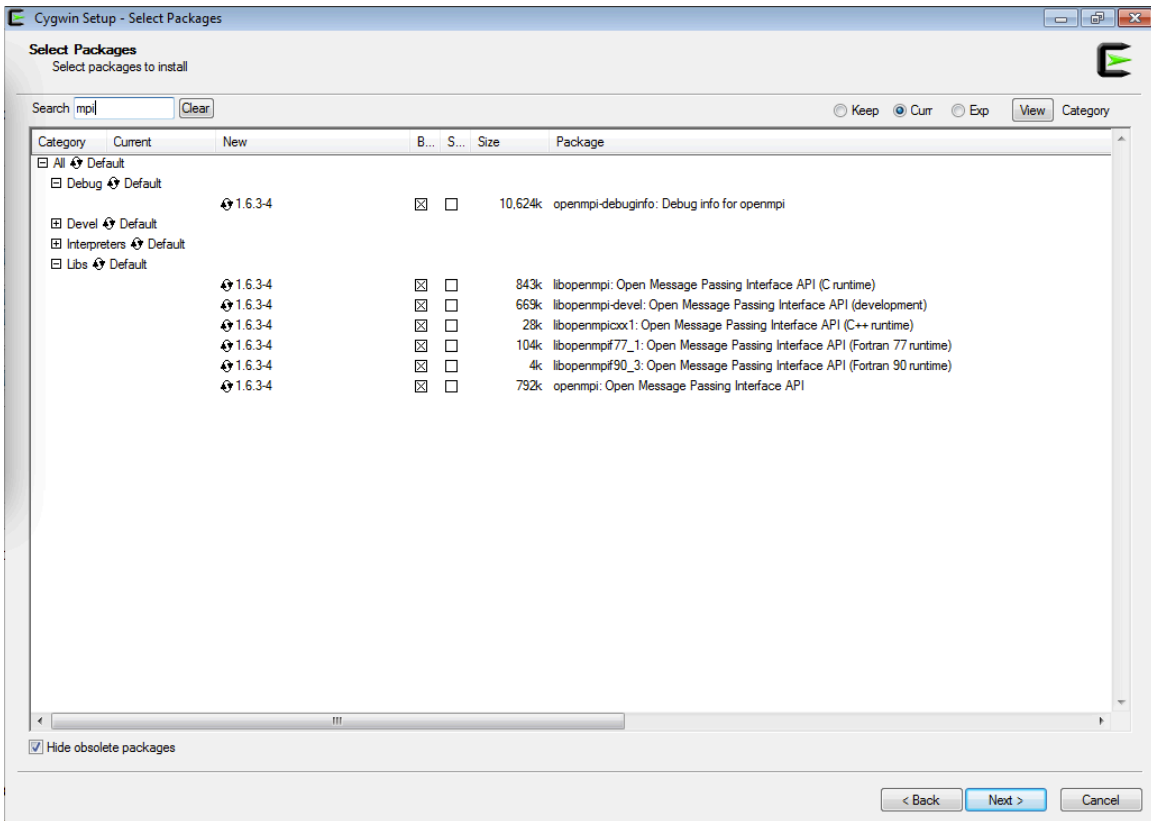 Cygwin Setup - Select Packages
Select Packages
Select packages to install
Search mpi Clear Keep Curr Exp View Category
Category Current New B... S... Size Package
All Default
Debug Default
1.6.3-4 10,624k openmpi-debuginfo: Debug info for openmpi
Devel Default
Interpreters Default
Libs Default
1.6.3-4 843k libopenmpi: Open Message Passing Interface API (C runtime)
1.6.3-4 669k libopenmpi-devel: Open Message Passing Interface API (development)
1.6.3-4 28k libopenmpicxx1: Open Message Passing Interface API (C++ runtime)
1.6.3-4 104k libopenmpif77_1: Open Message Passing Interface API (Fortran 77 runtime)
1.6.3-4 4k libopenmpif90_3: Open Message Passing Interface API (Fortran 90 runtime)
1.6.3-4 792k openmpi: Open Message Passing Interface API
Hide obsolete packages
< Back Next > Cancel